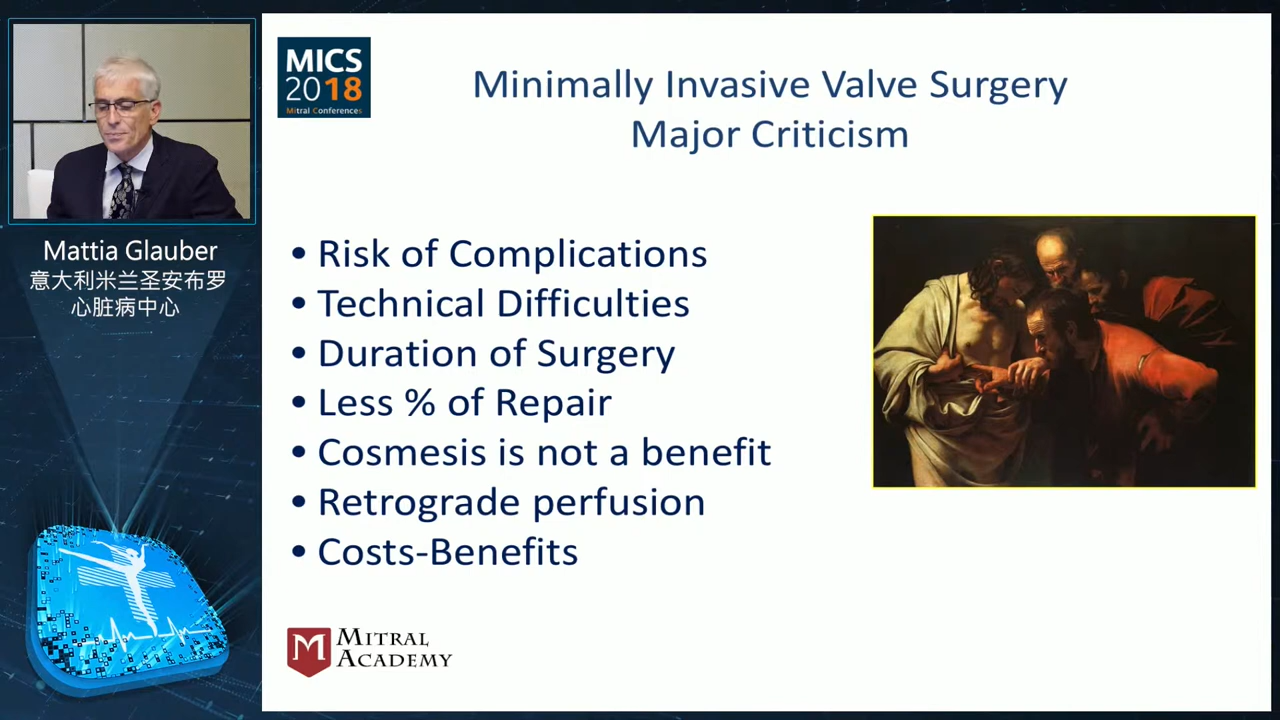 MICS
2018
Mitral Conferences
Minimally Invasive Valve Surgery
Major Criticism
Mattia Glauber
意大利米兰圣安布罗
心脏病中心
• Risk of Complications
• Technical Difficulties
• Duration of Surgery
• Less % of Repair
• Cosmesis is not a benefit
• Retrograde perfusion
• Costs-Benefits
M
MITRAL
ACADEMY